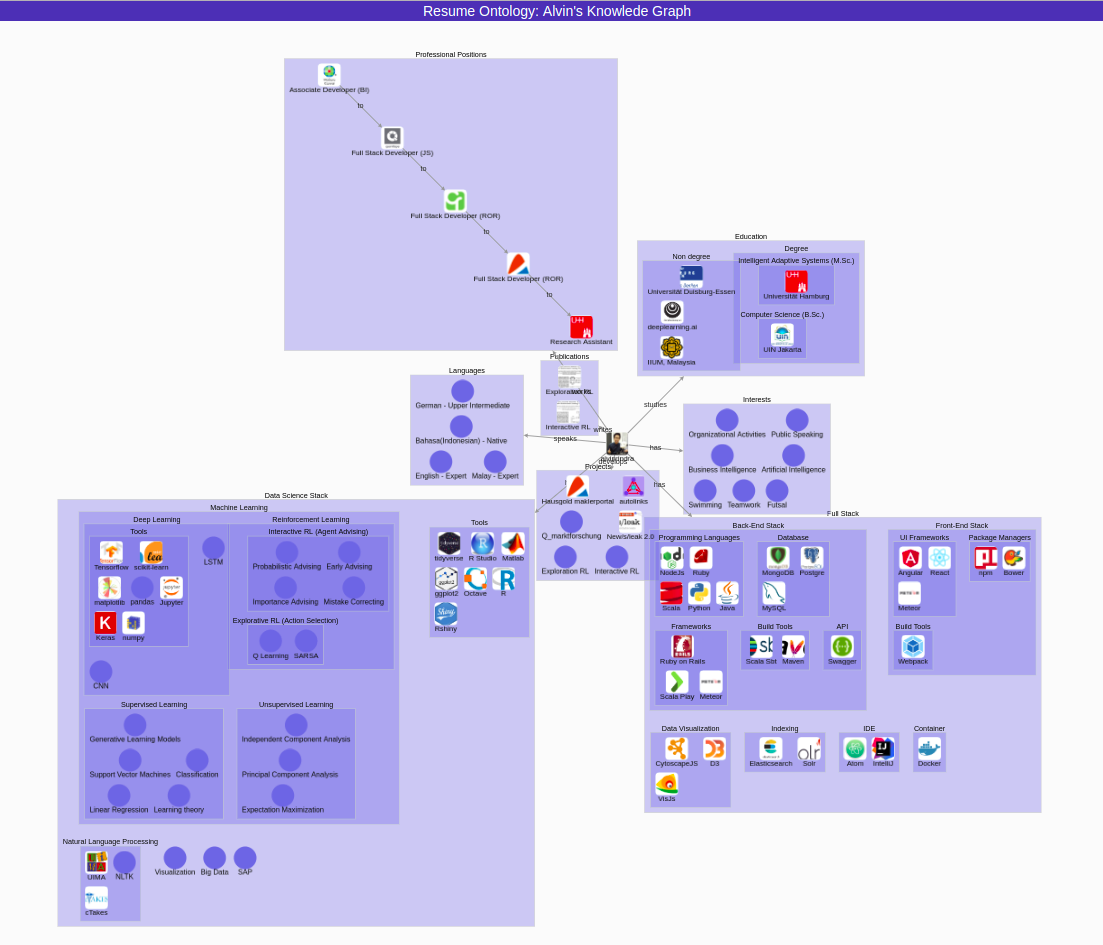 Resume Ontology: Alvin's Knowlede Graph
Professional Positions
Associate Developer (BI)
to
Full Stack Developer (JS)
to
Full Stack Developer (ROR)
to
Full Stack Developer (ROR)
to
Research Assistant
Education
Non degree
Universität Duisburg-Essen
deeplearning.ai
IIUM, Malaysia
Degree
Intelligent Adaptive Systems (M.Sc.)
Universität Hamburg
Computer Science (B.Sc.)
UIN Jakarta
Publications
Interactive RL
Languages
German - Upper Intermediate
Bahasa(Indonesian) - Native
English - Expert
Malay - Expert
studies
writes
speaks
has
has
develops
Interests
Organizational Activities
Public Speaking
Business Intelligence
Artificial Intelligence
Swimming
Teamwork
Futsal
Projects
Hausgold maklerportal
autolinks
Q_marktforschung
New/s/leak 2.0
Exploration RL
Interactive RL
Data Science Stack
Machine Learning
Deep Learning
Tools
Tensorflow
scikit-learn
matplotlib
pandas
Jupyter
Keras
numpy
LSTM
CNN
Reinforcement Learning
Interactive RL (Agent Advising)
Probabilistic Advising
Early Advising
Importance Advising
Mistake Correcting
Explorative RL (Action Selection)
Q Learning
SARSA
Supervised Learning
Generative Learning Models
Support Vector Machines
Classification
Linear Regression
Learning theory
Unsupervised Learning
Independent Component Analysis
Principal Component Analysis
Expectation Maximization
Natural Language Processing
UIMA
NLTK
cTakes
Visualization
Big Data
SAP
Tools
tidyverse
R Studio
Matlab
ggplot2
Octave
R
Rshiny
Full Stack
Back-End Stack
Programming Languages
NodeJs
Ruby
Scala
Python
Java
Database
MongoDB
Postgre
MySQL
Frameworks
Ruby on Rails
Scala Play
Meteor
Build Tools
Scala Sbt
Maven
API
Swagger
Front-End Stack
UI Frameworks
Angular
React
Meteor
Package Managers
npm
Bower
Build Tools
Webpack
Data Visualization
CytoscapeJS
D3
VisJs
Indexing
Elasticsearch
Solr
IDE
Atom
IntelliJ
Container
Docker